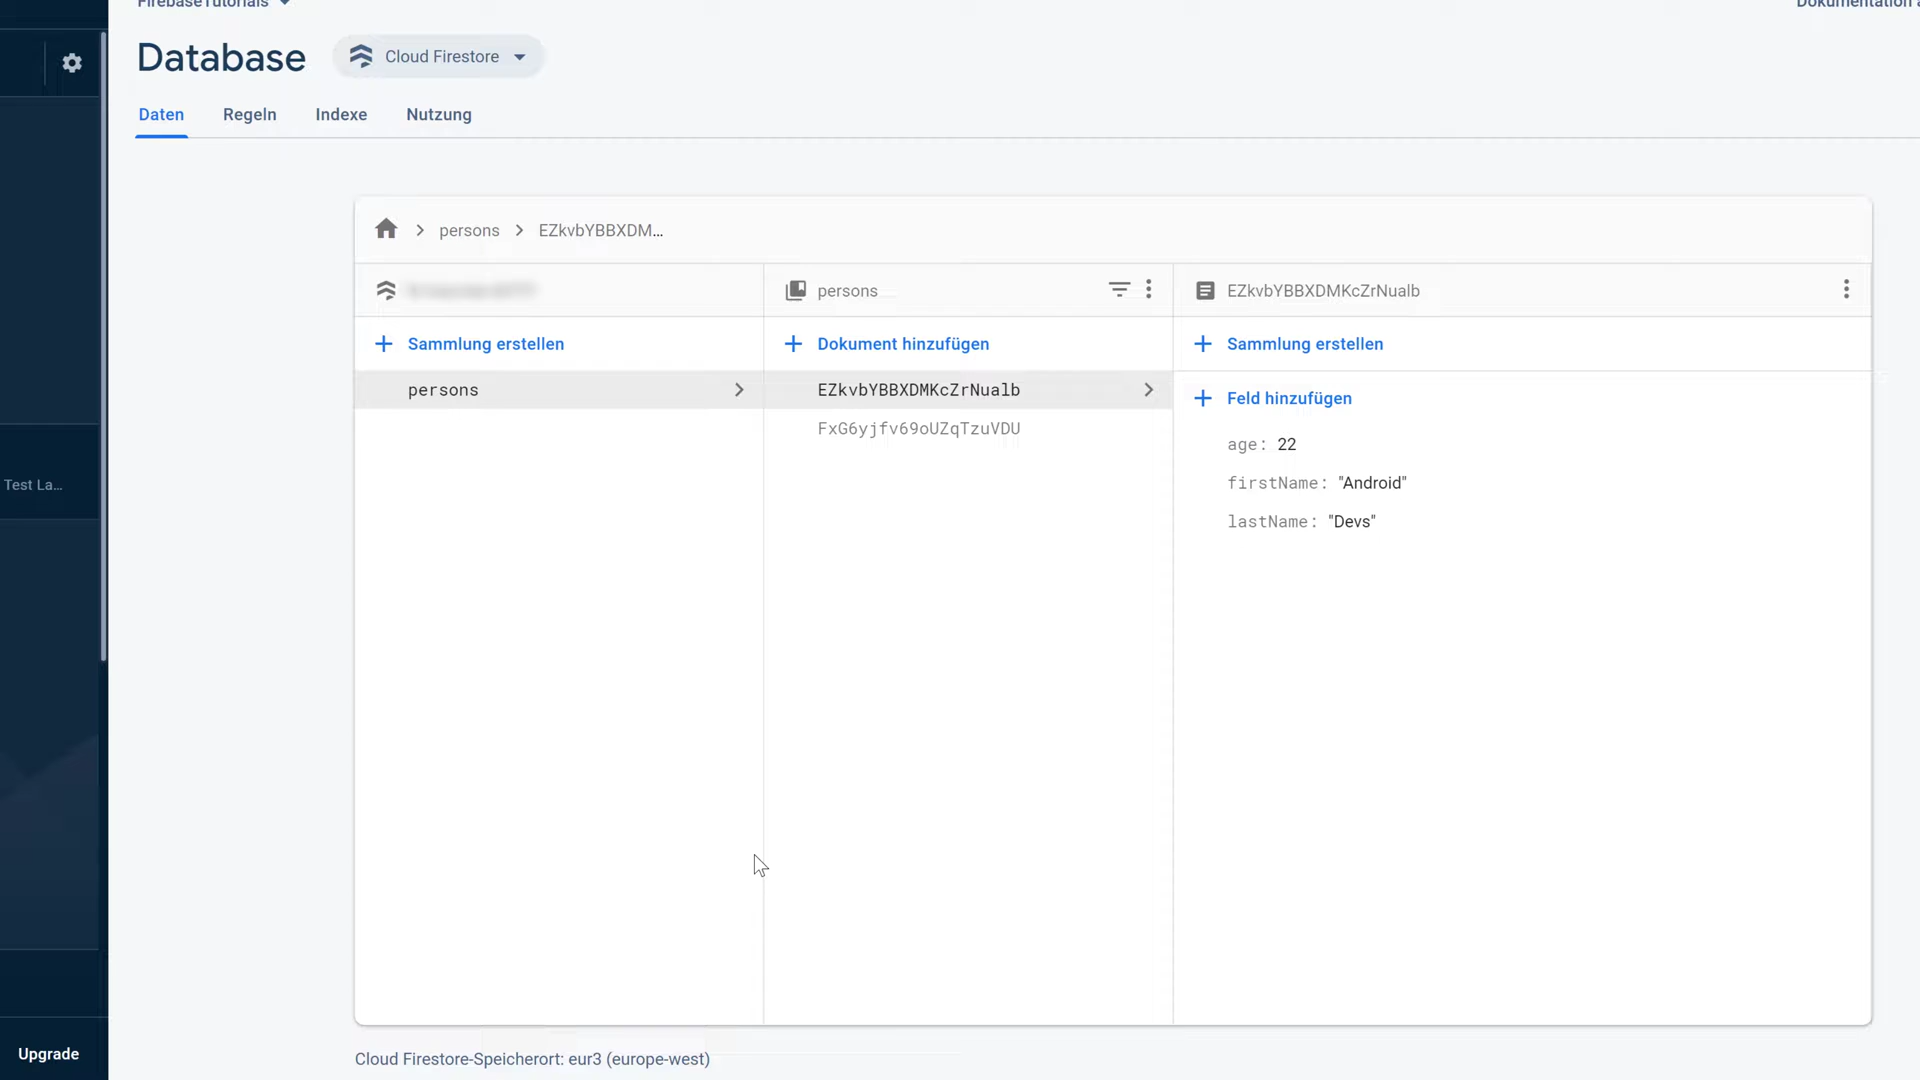 FirebaseTutorials
Dokumentation a
Database
Cloud Firestore
Daten
Regeln
Indexe
Nutzung
persons
EZkvbYBBXDM...
persons
EZkvbYBBXDMKcZrNualb
Sammlung erstellen
Dokument hinzufügen
Sammlung erstellen
persons
EZkvbYBBXDMKcZrNualb
FxG6yjfv69oUZqTzuVDU
Feld hinzufügen
age: 22
firstName: "Android"
lastName: "Devs"
Test La...
Upgrade
Cloud Firestore-Speicherort: eur3 (europe-west)